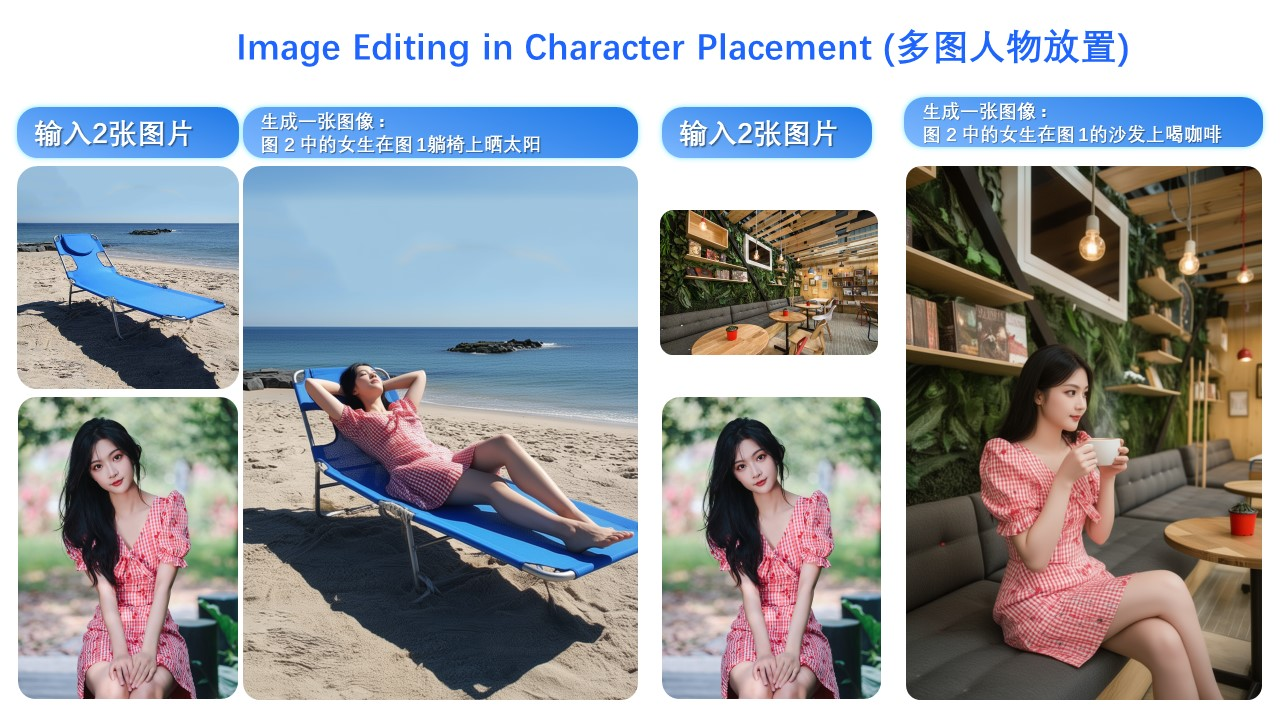 Image Editing in Character Placement (多图人物放置)
输入2张图片
生成一张图像：
图 2 中的女生在图 1躺椅上晒太阳
输入2张图片
生成一张图像：
图 2 中的女生在图 1的沙发上喝咖啡